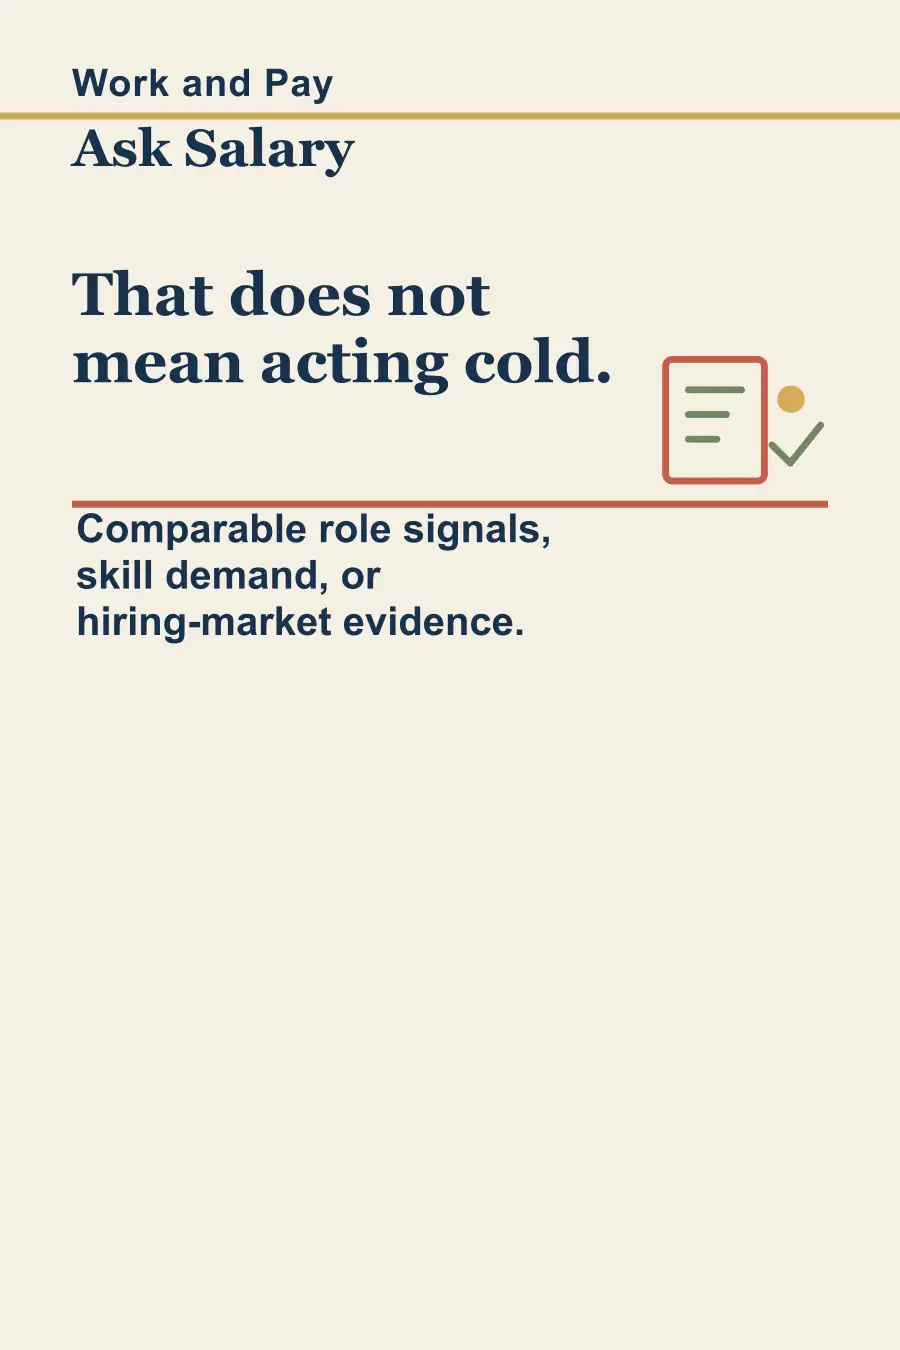 Work and Pay
Ask Salary
That does not
mean acting cold.
Comparable role signals,
skill demand, or
hiring-market evidence.